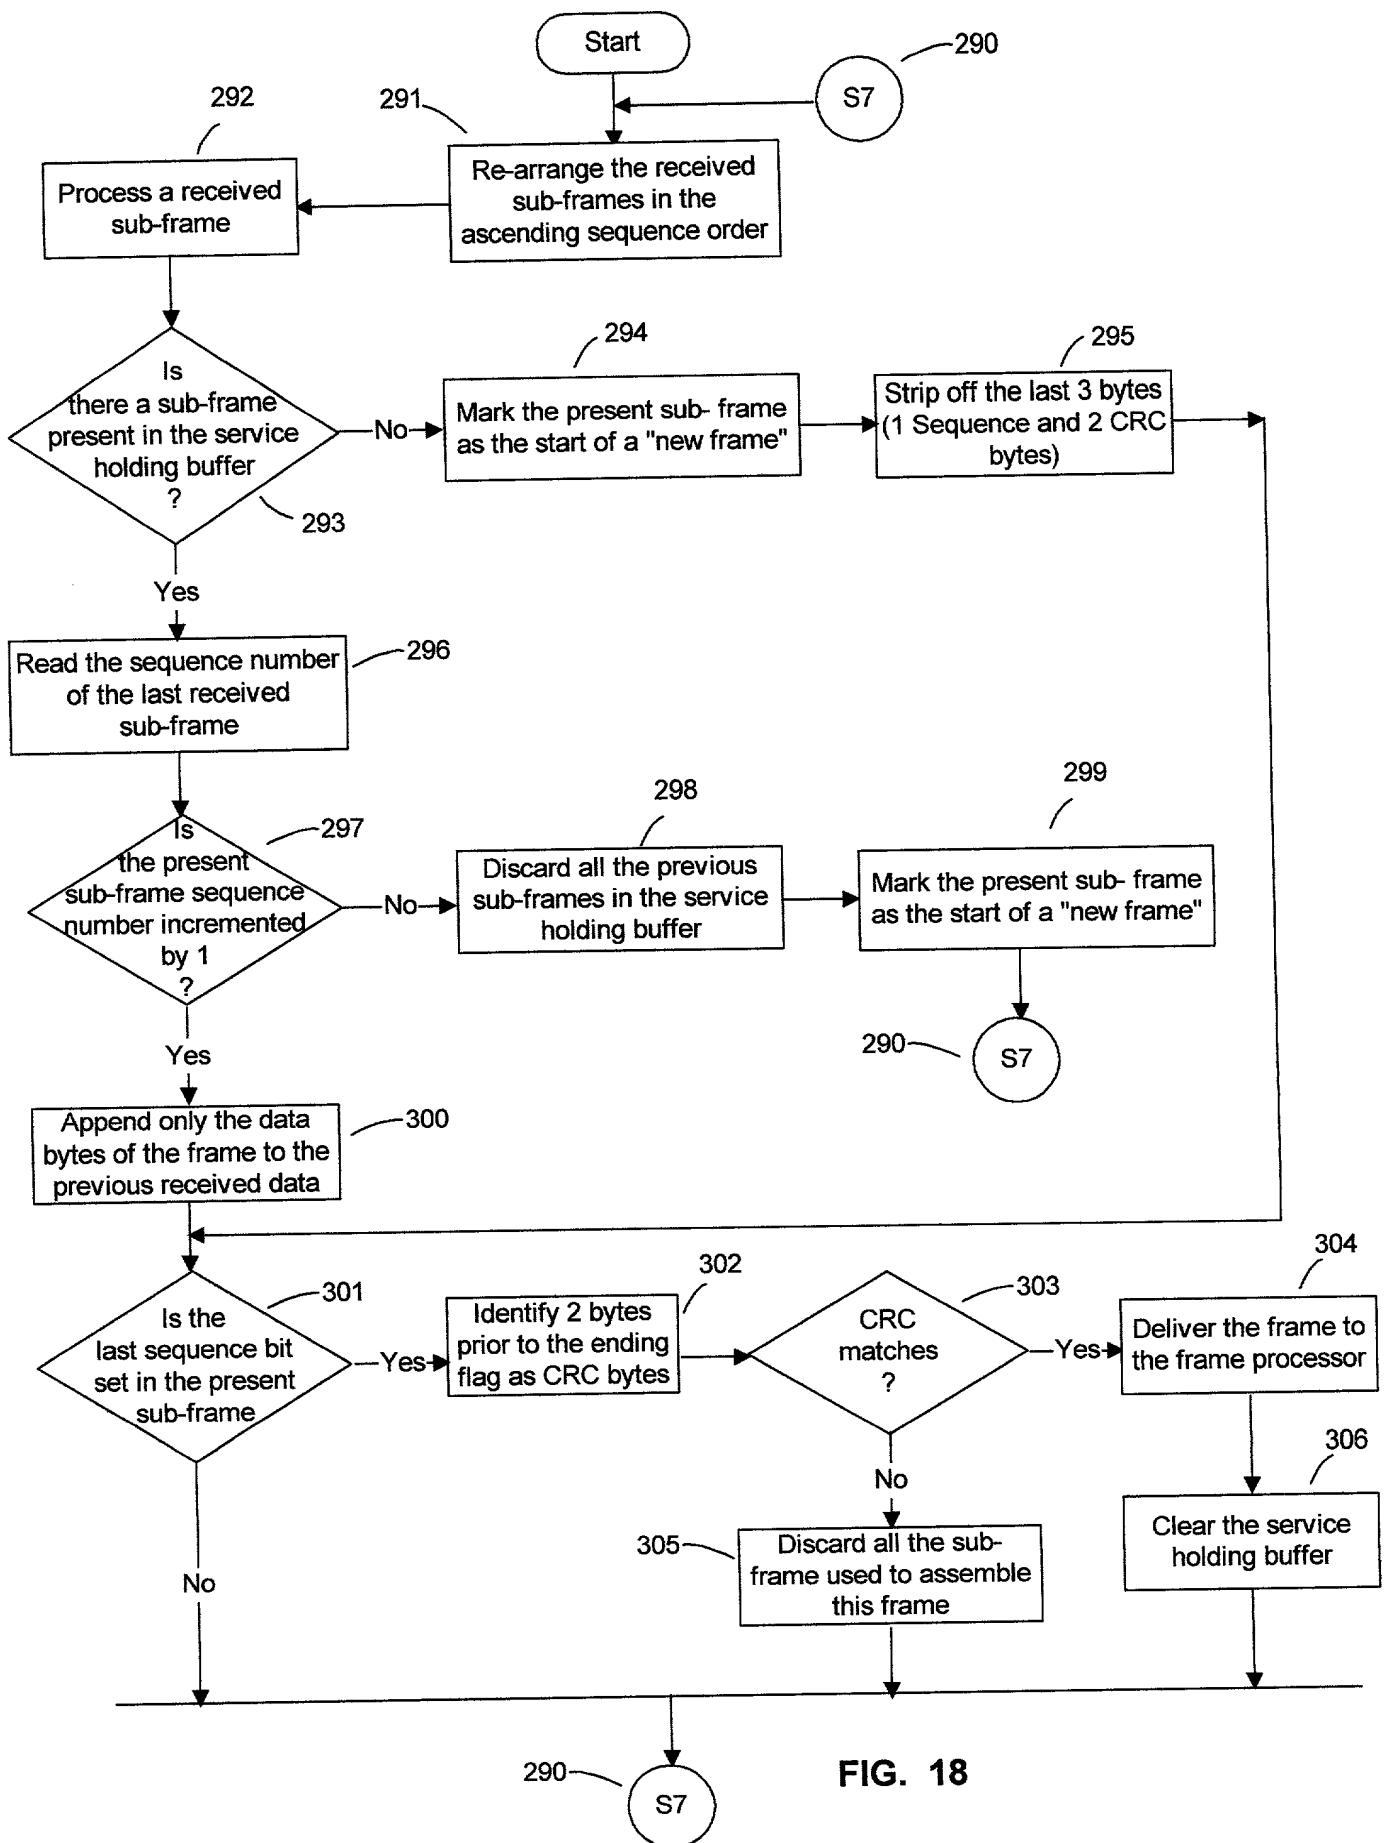 Start
290
S7
292
291
Process a received
sub-frame
Re-arrange the received
sub-frames in the
ascending sequence order
294
295
Is
there a sub-frame
present in the service
holding buffer
?
No
Mark the present sub- frame
as the start of a "new frame"
Strip off the last 3 bytes
(1 Sequence and 2 CRC
bytes)
293
Yes
Read the sequence number
of the last received
sub-frame
296
297
298
299
Is
the present
sub-frame sequence
number incremented
by 1
?
No
Discard all the previous
sub-frames in the service
holding buffer
Mark the present sub- frame
as the start of a "new frame"
290
S7
Yes
Append only the data
bytes of the frame to the
previous received data
300
301
302
303
304
Is the
last sequence bit
set in the present
sub-frame
Yes
Identify 2 bytes
prior to the ending
flag as CRC bytes
CRC
matches
?
Yes
Deliver the frame to
the frame processor
No
306
305
Discard all the sub-
frame used to assemble
this frame
Clear the service
holding buffer
No
290
S7
FIG. 18